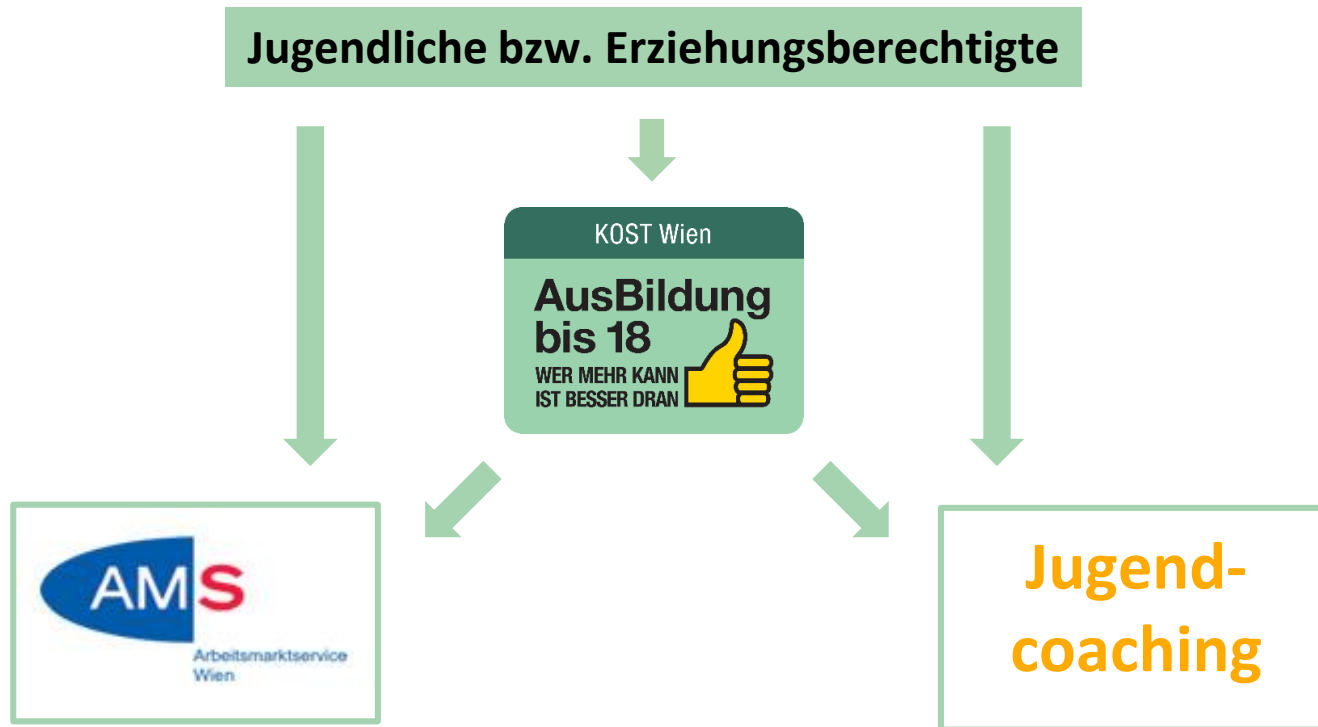 Jugendliche bzw. Erziehungsberechtigte
KOST Wien
AusBildung
bis 18
WER MEHR KANN
IST BESSER DRAN
AMS
Arbeitsmarktservice
Wien
Jugend-
coaching